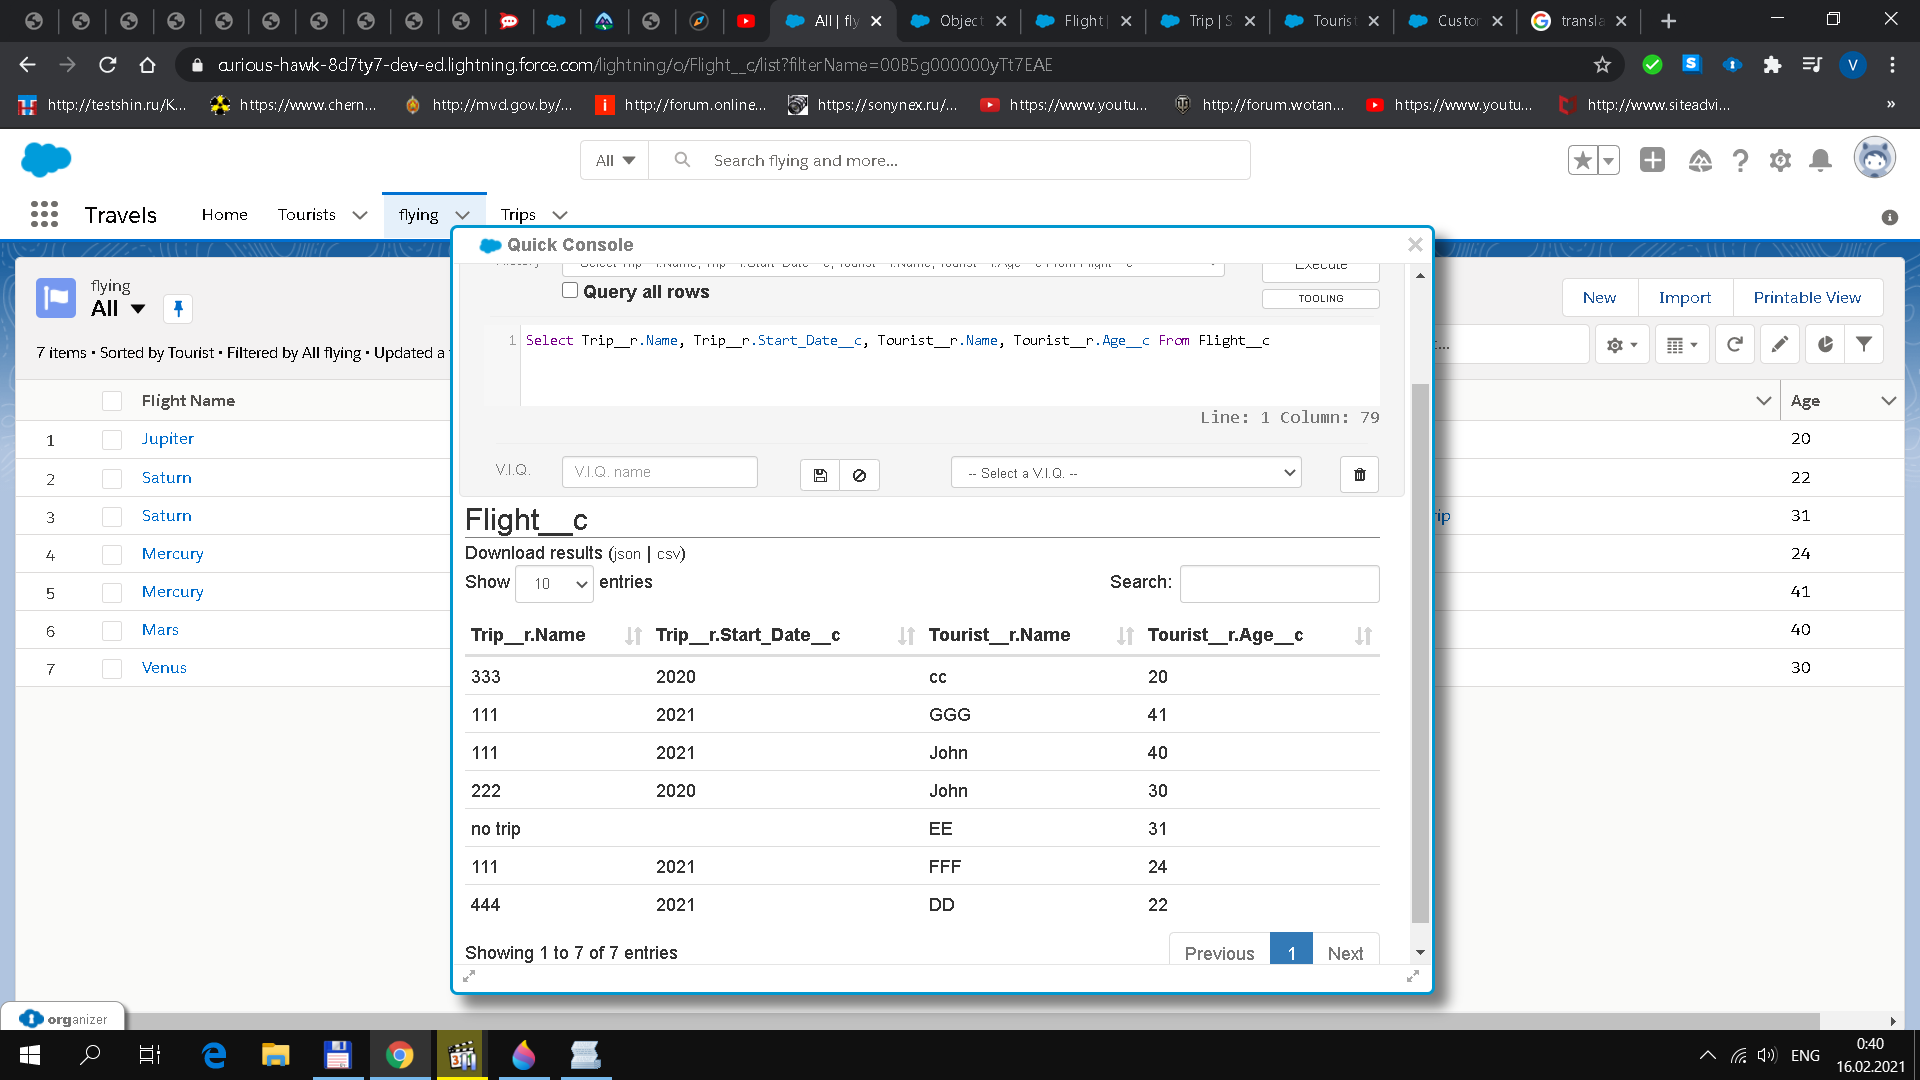 All | fly
Object
Flight |
Trip | S
Tourist
Custor
transla
curious-hawk-8d7ty7-dev-ed.lightning.force.com/lightning/o/Flight__c/list?filterName=00B5g000000yTt7EAE
V
http://testshin.ru/K...
https://www.chern...
http://mvd.gov.by/...
http://forum.online...
https://sonynex.ru/...
https://www.youtu...
http://forum.wotan...
https://www.youtu...
http://www.siteadvi...
»
All
Search flying and more...
Travels
Home
Tourists
flying
Trips
Quick Console
flying
All
7 items • Sorted by Tourist • Filtered by All flying • Updated a
New
Import
Printable View
Execute
Query all rows
TOOLING
1 Select Trip__r.Name, Trip__r.Start_Date__c, Tourist__r.Name, Tourist__r.Age__c From Flight__c
Line: 1 Column: 79
V.I.Q.
V.I.Q. name
-- Select a V.I.Q. --
Flight Name
Age
1 Jupiter 20
2 Saturn 22
3 Saturn 31
4 Mercury 24
5 Mercury 41
6 Mars 40
7 Venus 30
Flight__c
Download results (json | csv)
Show 10 entries
Search:
Trip__r.Name Trip__r.Start_Date__c Tourist__r.Name Tourist__r.Age__c
333 2020 cc 20
111 2021 GGG 41
111 2021 John 40
222 2020 John 30
no trip EE 31
111 2021 FFF 24
444 2021 DD 22
Showing 1 to 7 of 7 entries
Previous 1 Next
organizer
ENG
0:40
16.02.2021